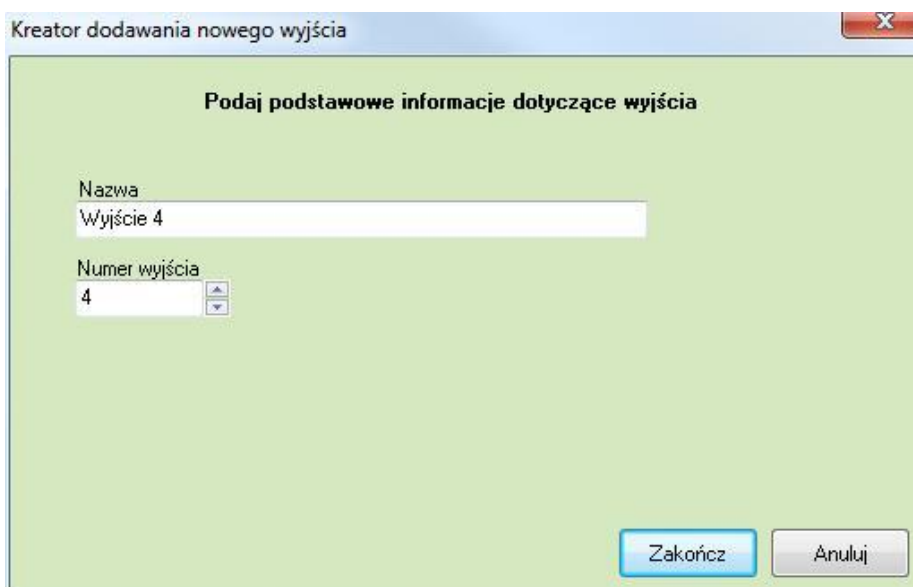 Kreator dodawania nowego wyjścia
Podaj podstawowe informacje dotyczące wyjścia
Nazwa
Wyjście 4
Numer wyjścia
4
Zakończ Anuluj